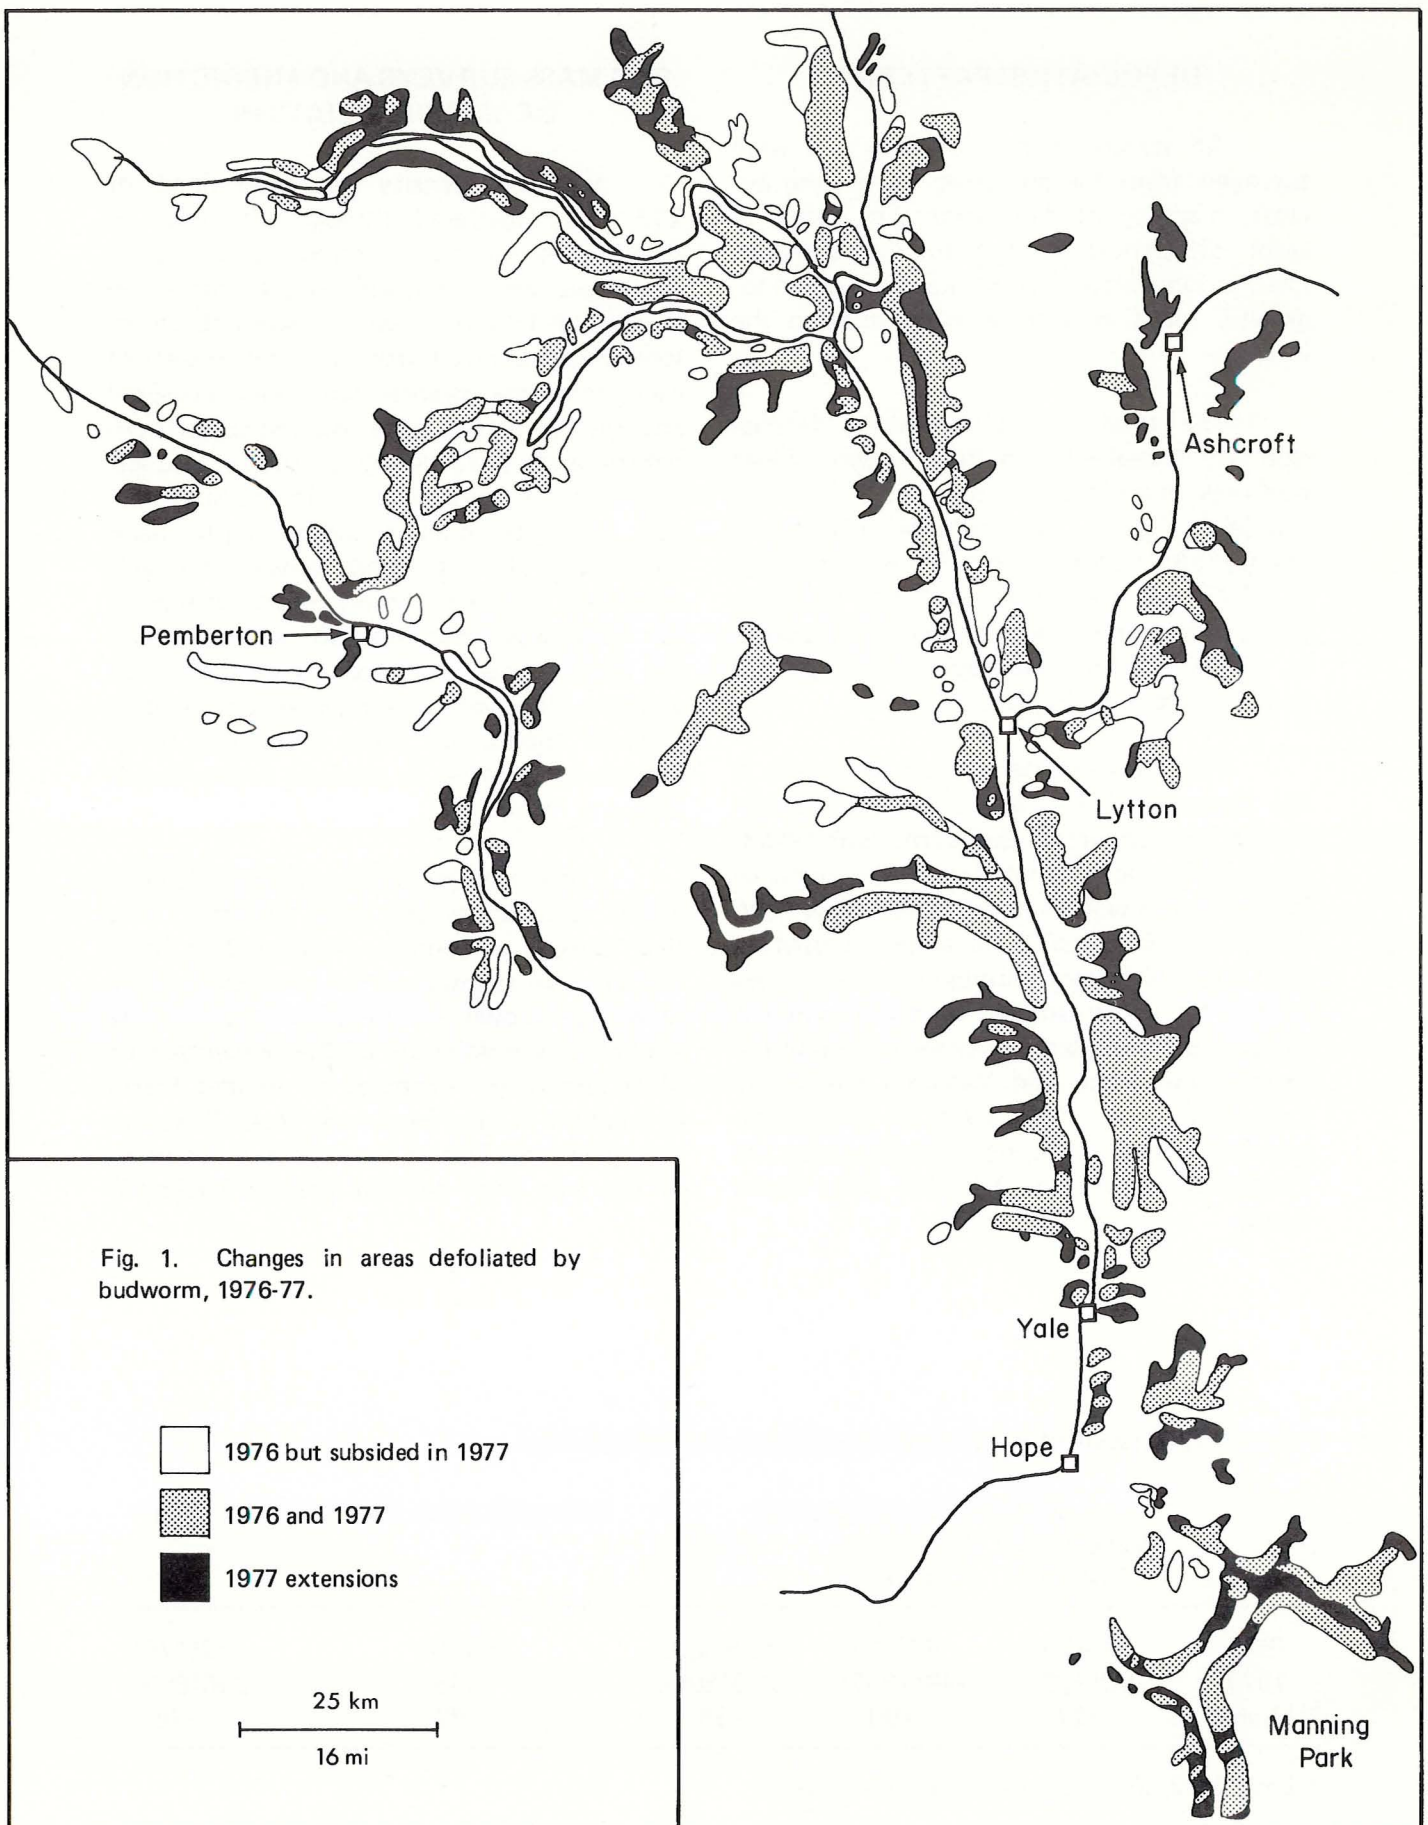 Ashcroft
Pemberton
Lytton
Yale
Hope
Manning
Park
Fig. 1. Changes in areas defoliated by
budworm, 1976-77.
1976 but subsided in 1977
1976 and 1977
1977 extensions
25 km
16 mi